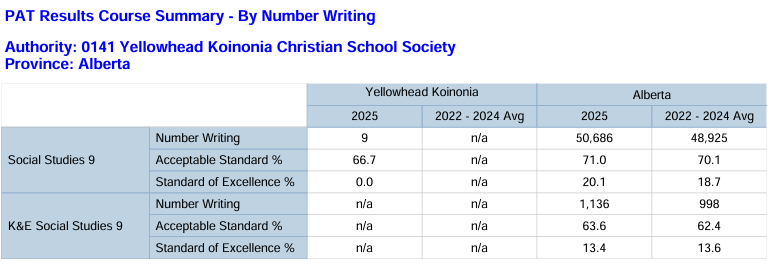 PAT Results Course Summary - By Number Writing
Authority: 0141 Yellowhead Koinonia Christian School Society
Province: Alberta
Yellowhead Koinonia Alberta
2025 2022 - 2024 Avg 2025 2022 - 2024 Avg
Social Studies 9
Number Writing 9 n/a 50,686 48,925
Acceptable Standard % 66.7 n/a 71.0 70.1
Standard of Excellence % 0.0 n/a 20.1 18.7
K&E Social Studies 9
Number Writing n/a n/a 1,136 998
Acceptable Standard % n/a n/a 63.6 62.4
Standard of Excellence % n/a n/a 13.4 13.6